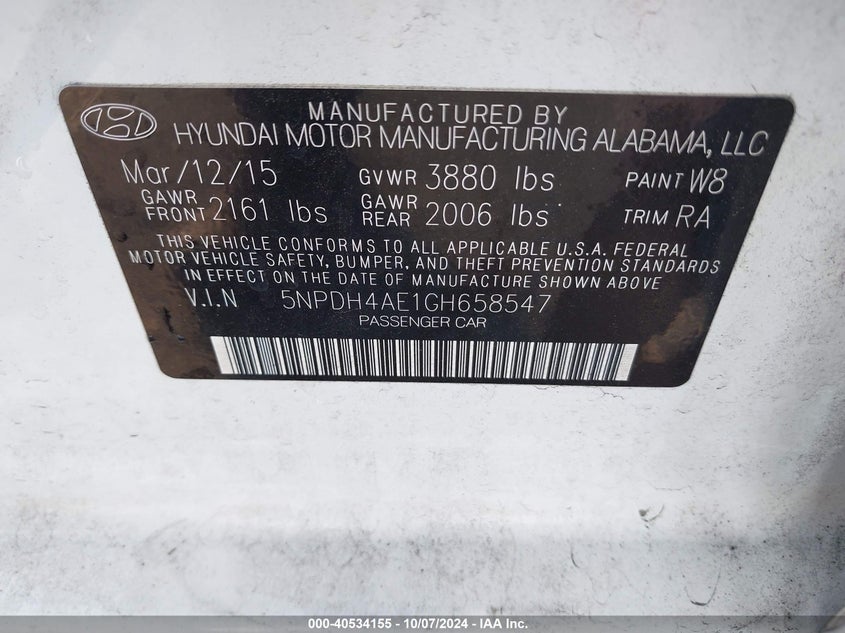 MANUFACTURED BY
HYUNDAI MOTOR MANUFACTURING ALABAMA, LLC
Mar/12/15 GVWR 3880 lbs PAINT W8
GAWR FRONT 2161 lbs GAWR REAR 2006 lbs TRIM RA
THIS VEHICLE CONFORMS TO ALL APPLICABLE U.S.A. FEDERAL
MOTOR VEHICLE SAFETY, BUMPER, AND THEFT PREVENTION STANDARDS
IN EFFECT ON THE DATE OF MANUFACTURE SHOWN ABOVE
V.I.N 5NPDH4AE1GH658547
PASSENGER CAR
000-40534155 - 10/07/2024 - IAA Inc.